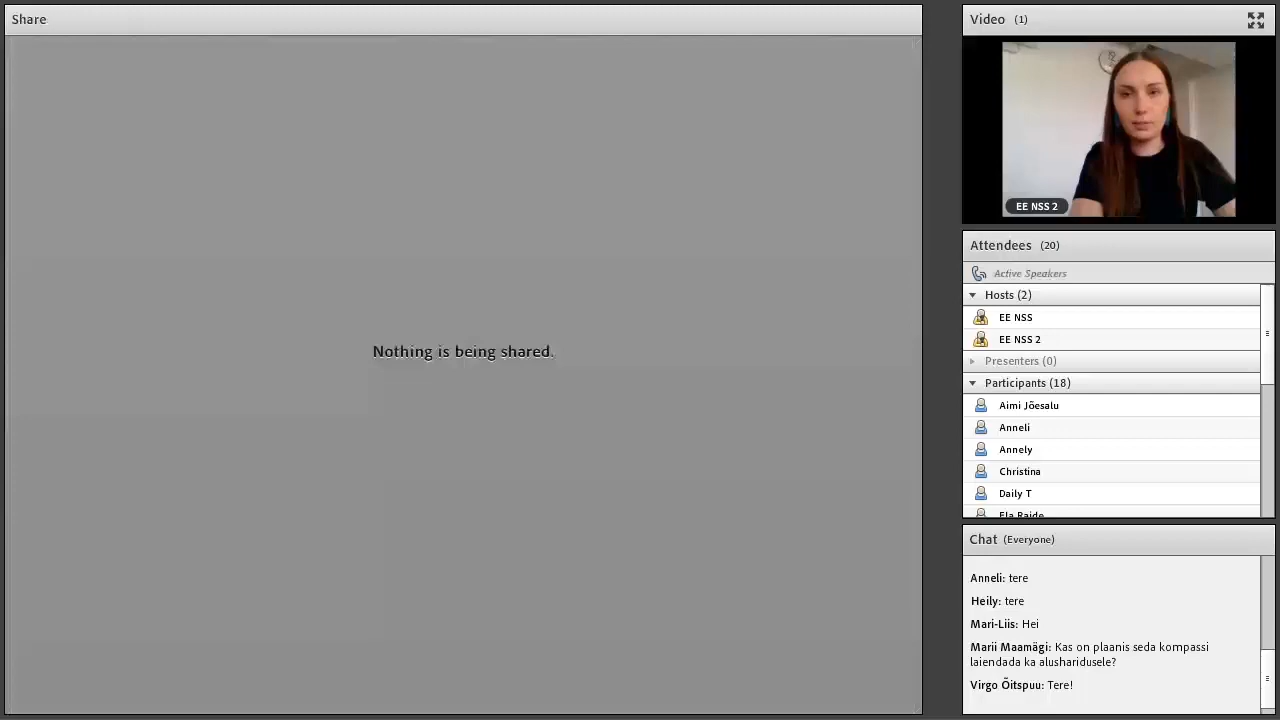 Share
Nothing is being shared.
Video (1)
EE NSS 2
Attendees (20)
Active Speakers
Hosts (2)
EE NSS
EE NSS 2
Presenters (0)
Participants (18)
Aimi Jõesalu
Anneli
Annely
Christina
Daily T
Ela Raide
Chat (Everyone)
Anneli: tere
Heily: tere
Mari-Liis: Hei
Marii Maamägi: Kas on plaanis seda kompassi
laiendada ka alusharidusele?
Virgo Õitspuu: Tere!